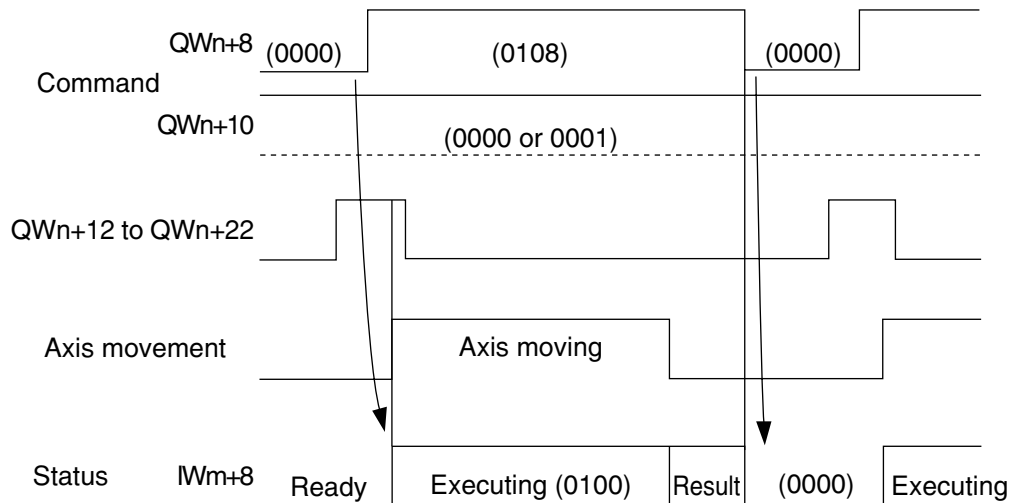 QWn+8
(0000)
(0108)
(0000)
Command
QWn+10
(0000 or 0001)
QWn+12 to QWn+22
Axis movement
Axis moving
Status
IWm+8
Ready
Executing (0100)
Result
(0000)
Executing